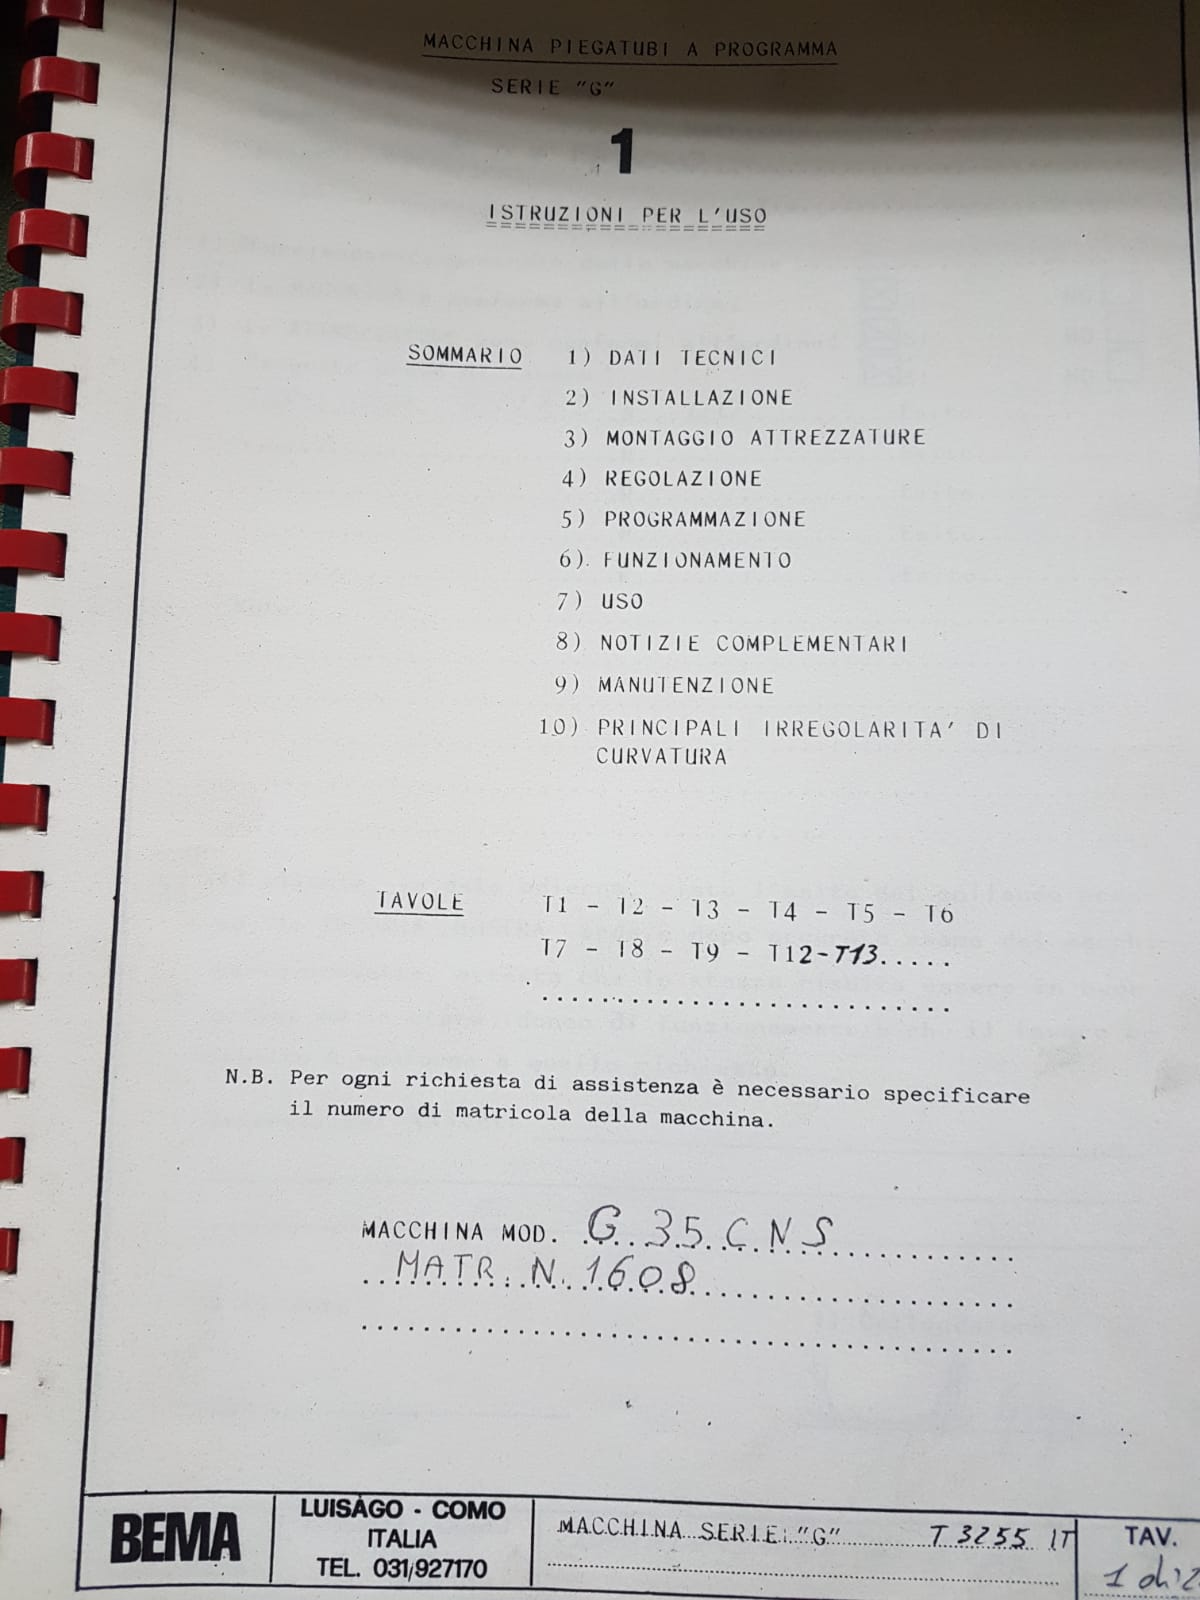 MACCHINA PIEGATUBI A PROGRAMMA
SERIE "G"
1
ISTRUZIONI PER L'USO
SOMMARIO 1) DATI TECNICI
2) INSTALLAZIONE
3) MONTAGGIO ATTREZZATURE
4) REGOLAZIONE
5) PROGRAMMAZIONE
6). FUNZIONAMENTO
7) USO
8) NOTIZIE COMPLEMENTARI
9) MANUTENZIONE
10) PRINCIPALI IRREGOLARITA' DI
CURVATURA
TAVOLE T1 - T2 - T3 - T4 - T5 - T6
T7 - T8 - T9 - T12-T13.....
N.B. Per ogni richiesta di assistenza è necessario specificare
il numero di matricola della macchina.
MACCHINA MOD. G 35 C N S
MATR. N. 1608
BEMA
LUISAGO - COMO
ITALIA
TEL. 031/927170
MACCHINA SERIE "G" T 3255 IT
TAV.
1 di